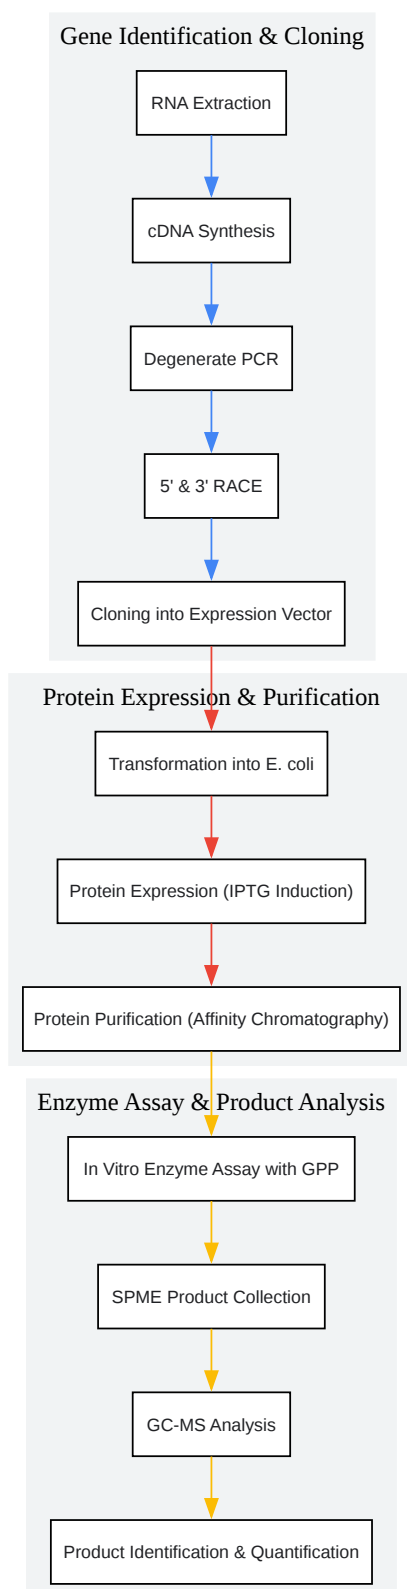 Gene Identification & Cloning
RNA Extraction
cDNA Synthesis
Degenerate PCR
5' & 3' RACE
Cloning into Expression Vector
Protein Expression & Purification
Transformation into E. coli
Protein Expression (IPTG Induction)
Protein Purification (Affinity Chromatography)
Enzyme Assay & Product Analysis
In Vitro Enzyme Assay with GPP
SPME Product Collection
GC-MS Analysis
Product Identification & Quantification